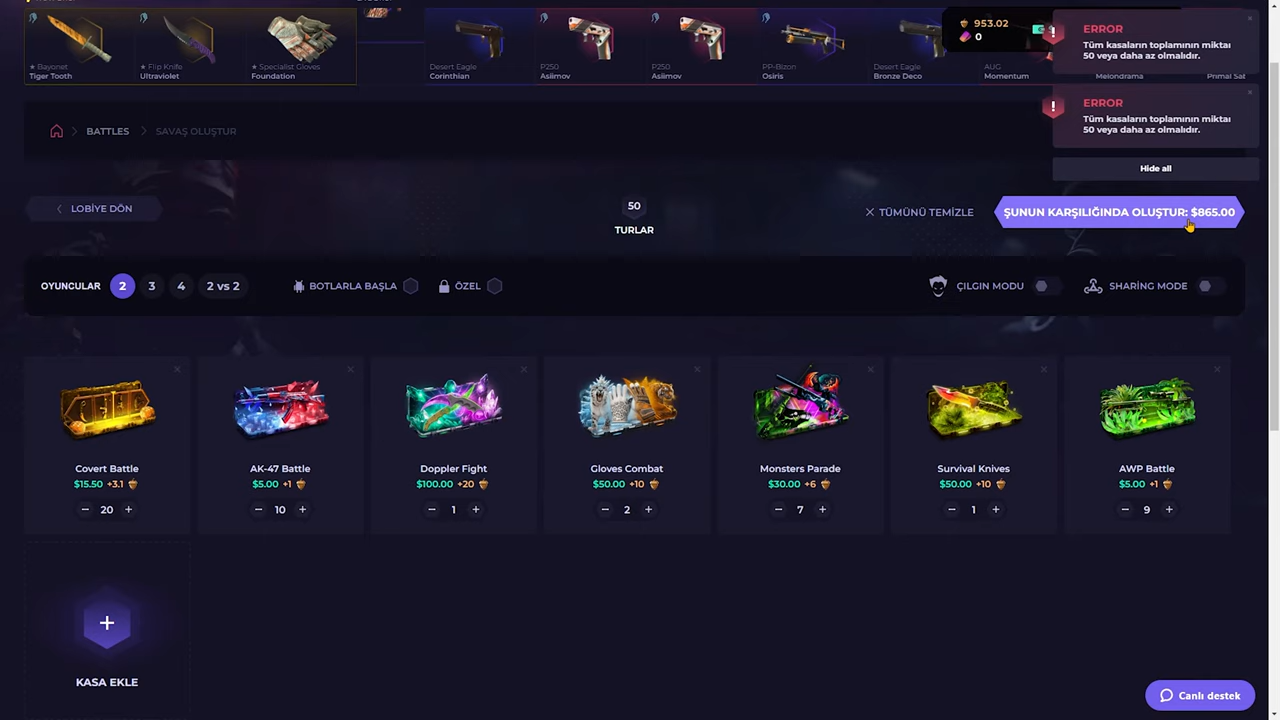 ★ Bayonet
Tiger Tooth
★ Flip Knife
Ultraviolet
★ Specialist Gloves
Foundation
Desert Eagle
Corinthian
P250
Asiimov
P250
Asiimov
PP-Bizon
Osiris
Desert Eagle
Bronze Deco
AUG
Momentum
Melondrama
953.02
0
ERROR
Tüm kasaların toplamının miktarı
50 veya daha az olmalıdır.
ERROR
Tüm kasaların toplamının miktarı
50 veya daha az olmalıdır.
Hide all
BATTLES
SAVAŞ OLUŞTUR
LOBİYE DÖN
50
TURLAR
TÜMÜNÜ TEMİZLE
ŞUNUN KARŞILIĞINDA OLUŞTUR: $865.00
OYUNCULAR 2 3 4 2 vs 2
BOTLARLA BAŞLA
ÖZEL
ÇILGIN MODU
SHARİNG MODE
Covert Battle
$15.50 +3.1
− 20 +
AK-47 Battle
$5.00 +1
− 10 +
Doppler Fight
$100.00 +20
− 1 +
Gloves Combat
$50.00 +10
− 2 +
Monsters Parade
$30.00 +6
− 7 +
Survival Knives
$50.00 +10
− 1 +
AWP Battle
$5.00 +1
− 9 +
+
KASA EKLE
Canlı destek